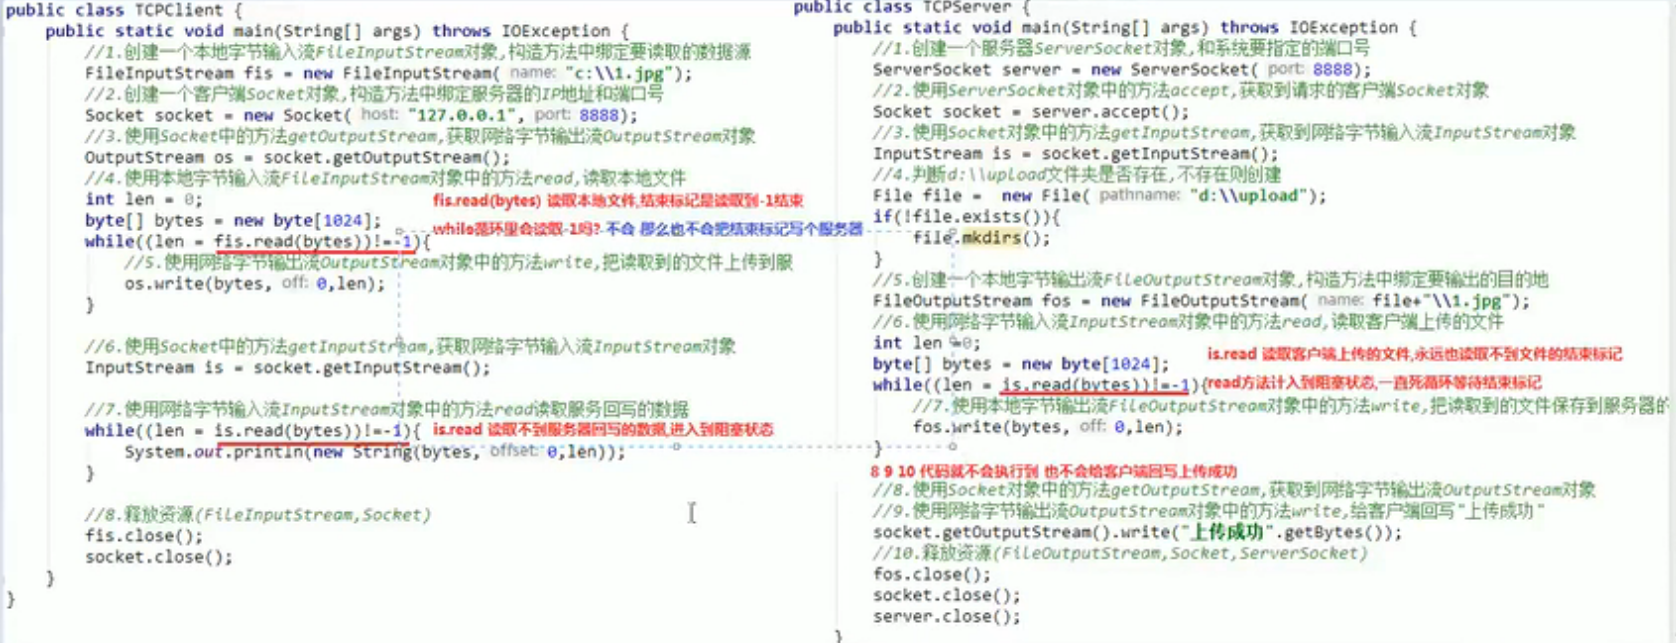 public class TCPClient {
public static void main(String[] args) throws IOException {
//1.创建一个本地字节输入流FileInputStream对象,构造方法中绑定要读取的数据源
FileInputStream fis = new FileInputStream( name: "c:\\1.jpg");
//2.创建一个客户端Socket对象,构造方法中绑定服务器的IP地址和端口号
Socket socket = new Socket( host: "127.0.0.1", port: 8888);
//3.使用Socket中的方法getOutputStream,获取网络字节输出流OutputStream对象
OutputStream os = socket.getOutputStream();
//4.使用本地字节输入流FileInputStream对象中的方法read,读取本地文件
int len = 0;
fis.read(bytes) 读取本地文件,结束标记是读取到-1结束
byte[] bytes = new byte[1024];
while循环里会读取-1吗? 不会 那么也不会把结束标记写个服务器
while((len = fis.read(bytes))!=-1){
//5.使用网络字节输出流OutputStream对象中的方法write,把读取到的文件上传到服
os.write(bytes, off: 0,len);
}
//6.使用Socket中的方法getInputStream,获取网络字节输入流InputStream对象
InputStream is = socket.getInputStream();
//7.使用网络字节输入流InputStream对象中的方法read读取服务回写的数据
while((len = is.read(bytes))!=-1){ is.read 读取不到服务器回写的数据,进入到阻塞状态
System.out.println(new String(bytes, offset: 0,len));
}
//8.释放资源(FileInputStream,Socket)
fis.close();
socket.close();
}
}
public class TCPServer {
public static void main(String[] args) throws IOException {
//1.创建一个服务器ServerSocket对象,和系统要指定的端口号
ServerSocket server = new ServerSocket( port: 8888);
//2.使用ServerSocket对象中的方法accept,获取到请求的客户端Socket对象
Socket socket = server.accept();
//3.使用Socket对象中的方法getInputStream,获取到网络字节输入流InputStream对象
InputStream is = socket.getInputStream();
//4.判断d:\\upload文件夹是否存在,不存在则创建
File file =  new File( pathname: "d:\\upload");
if(!file.exists()){
file.mkdirs();
}
//5.创建一个本地字节输出流FileOutputStream对象,构造方法中绑定要输出的目的地
FileOutputStream fos = new FileOutputStream( name: file+"\\1.jpg");
//6.使用网络字节输入流InputStream对象中的方法read,读取客户端上传的文件
int len =0;
is.read 读取客户端上传的文件,永远也读取不到文件的结束标记
byte[] bytes = new byte[1024];
while((len = is.read(bytes))!=-1){read方法计入到阻塞状态,一直死循环等待结束标记
//7.使用本地字节输出流FileOutputStream对象中的方法write,把读取到的文件保存到服务器的
fos.write(bytes, off: 0,len);
}
8 9 10 代码就不会执行到 也不会给客户端回写上传成功
//8.使用Socket对象中的方法getOutputStream,获取到网络字节输出流OutputStream对象
//9.使用网络字节输出流OutputStream对象中的方法write,给客户端回写"上传成功"
socket.getOutputStream().write("上传成功".getBytes());
//10.释放资源(FileOutputStream,Socket,ServerSocket)
fos.close();
socket.close();
server.close();
}